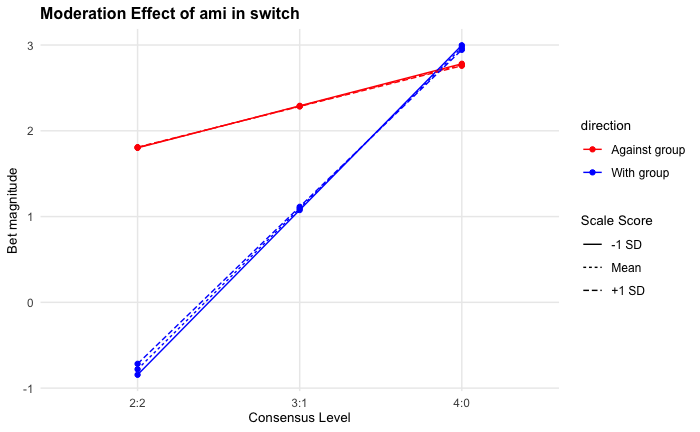 Moderation Effect of ami in switch
3
2
1
0
-1
Bet magnitude
2:2
3:1
4:0
Consensus Level
direction
Against group
With group
Scale Score
-1 SD
Mean
+1 SD